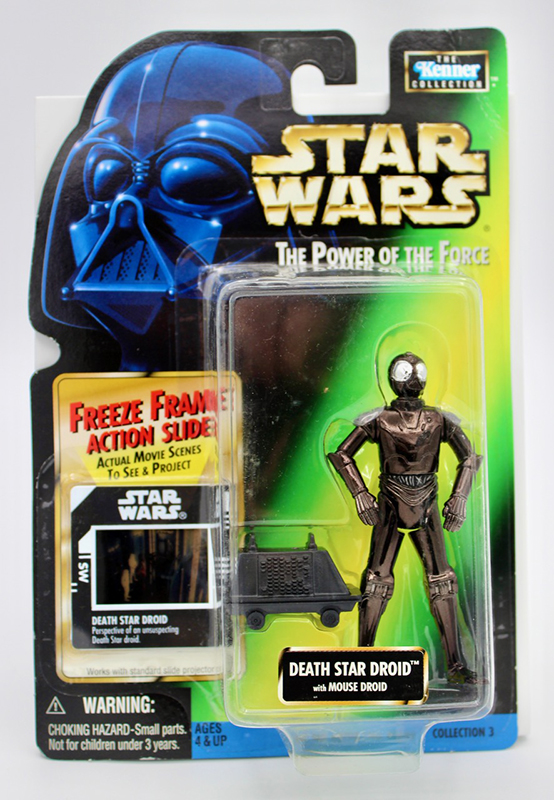 THE
Kenner
COLLECTION
STAR
WARS®
THE POWER OF THE FORCE
FREEZE FRAME
ACTION SLIDE
ACTUAL MOVIE SCENES
TO SEE & PROJECT
STAR
WARS®
SW
DEATH STAR DROID
Perspective of an unsuspecting
Death Star droid.
Works with standard slide projector
DEATH STAR DROID™
with MOUSE DROID
WARNING:
CHOKING HAZARD-Small parts.
Not for children under 3 years.
AGES
4 & UP
COLLECTION 3